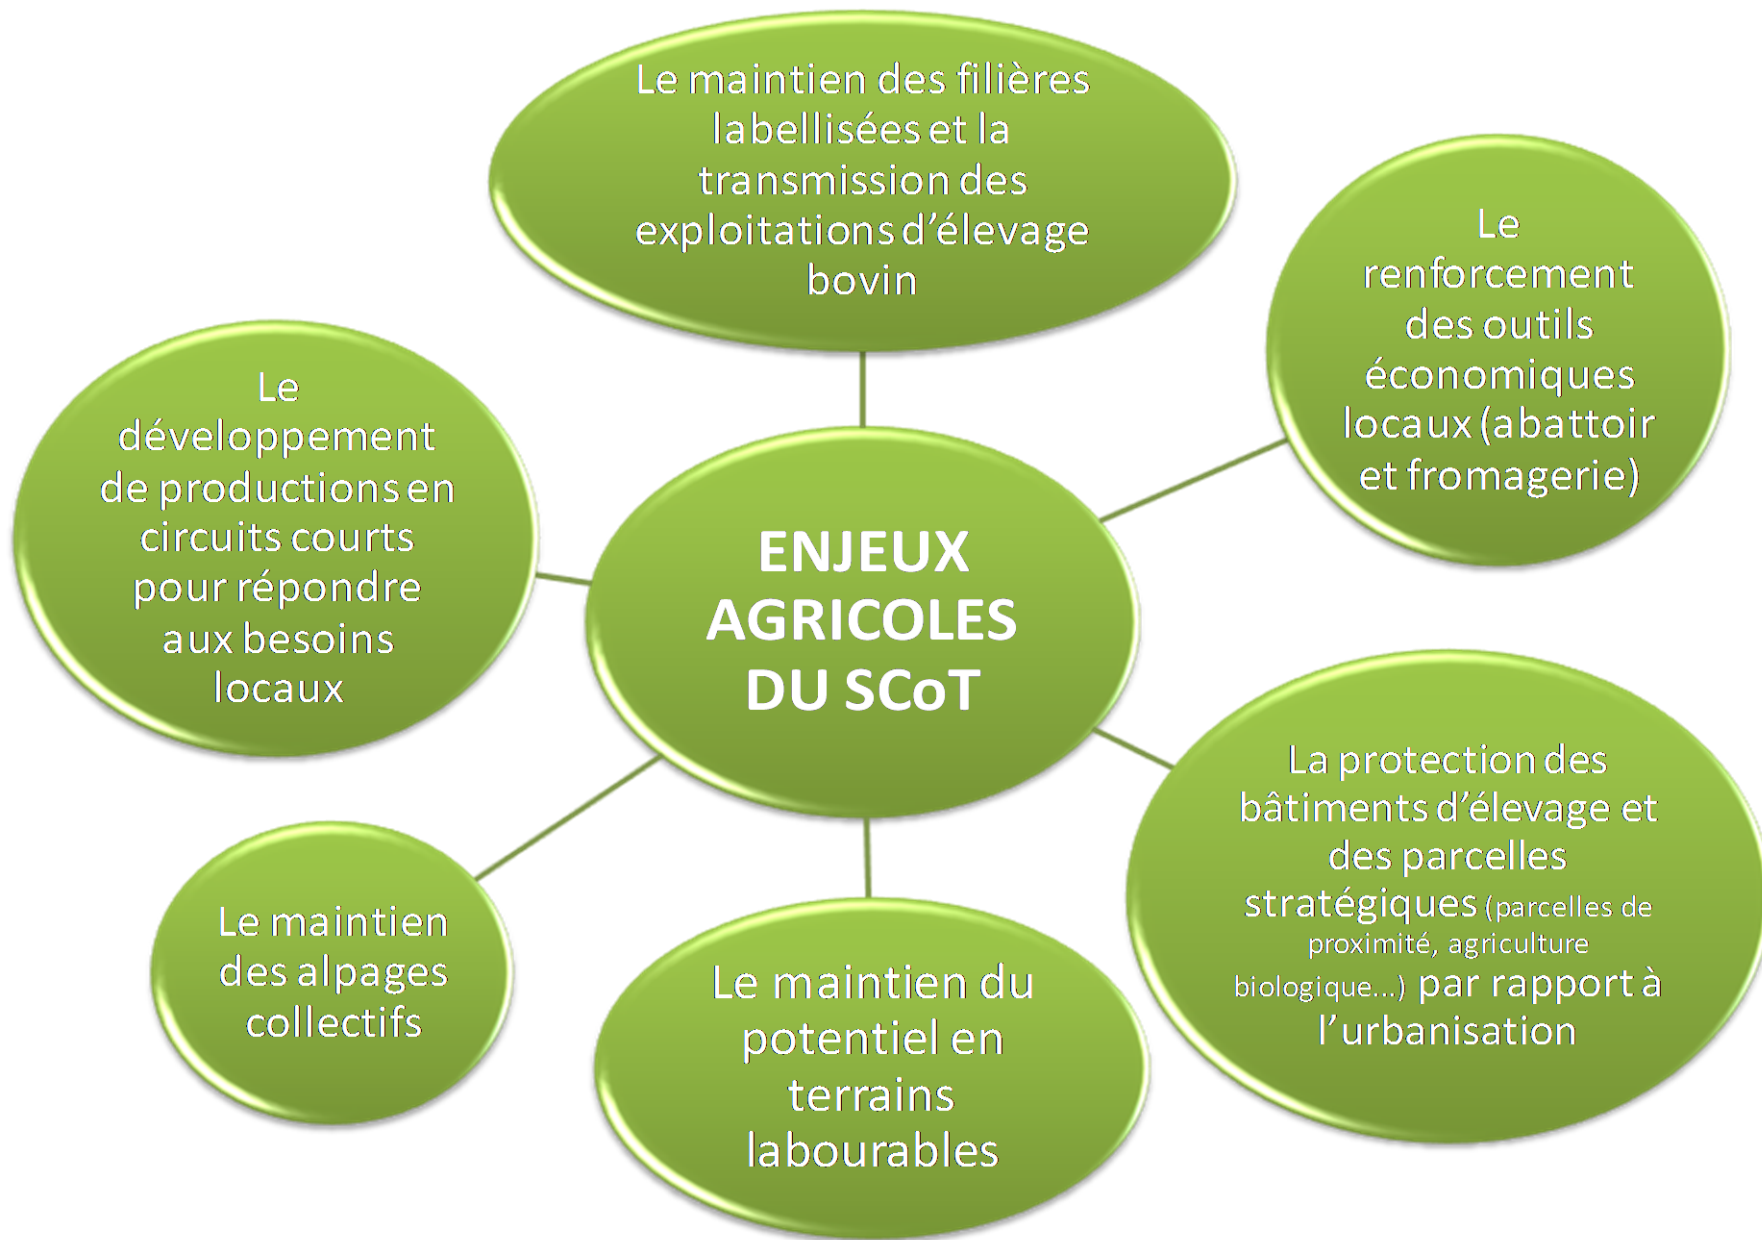 Le maintien des filières
labellisées et la
transmission des
exploitations d’élevage
bovin
Le
renforcement
des outils
économiques
locaux (abattoir
et fromagerie)
Le
développement
de productions en
circuits courts
pour répondre
aux besoins
locaux
ENJEUX
AGRICOLES
DU SCoT
La protection des
bâtiments d’élevage et
des parcelles
stratégiques (parcelles de
proximité, agriculture
biologique...) par rapport à
l’urbanisation
Le maintien
des alpages
collectifs
Le maintien du
potentiel en
terrains
labourables